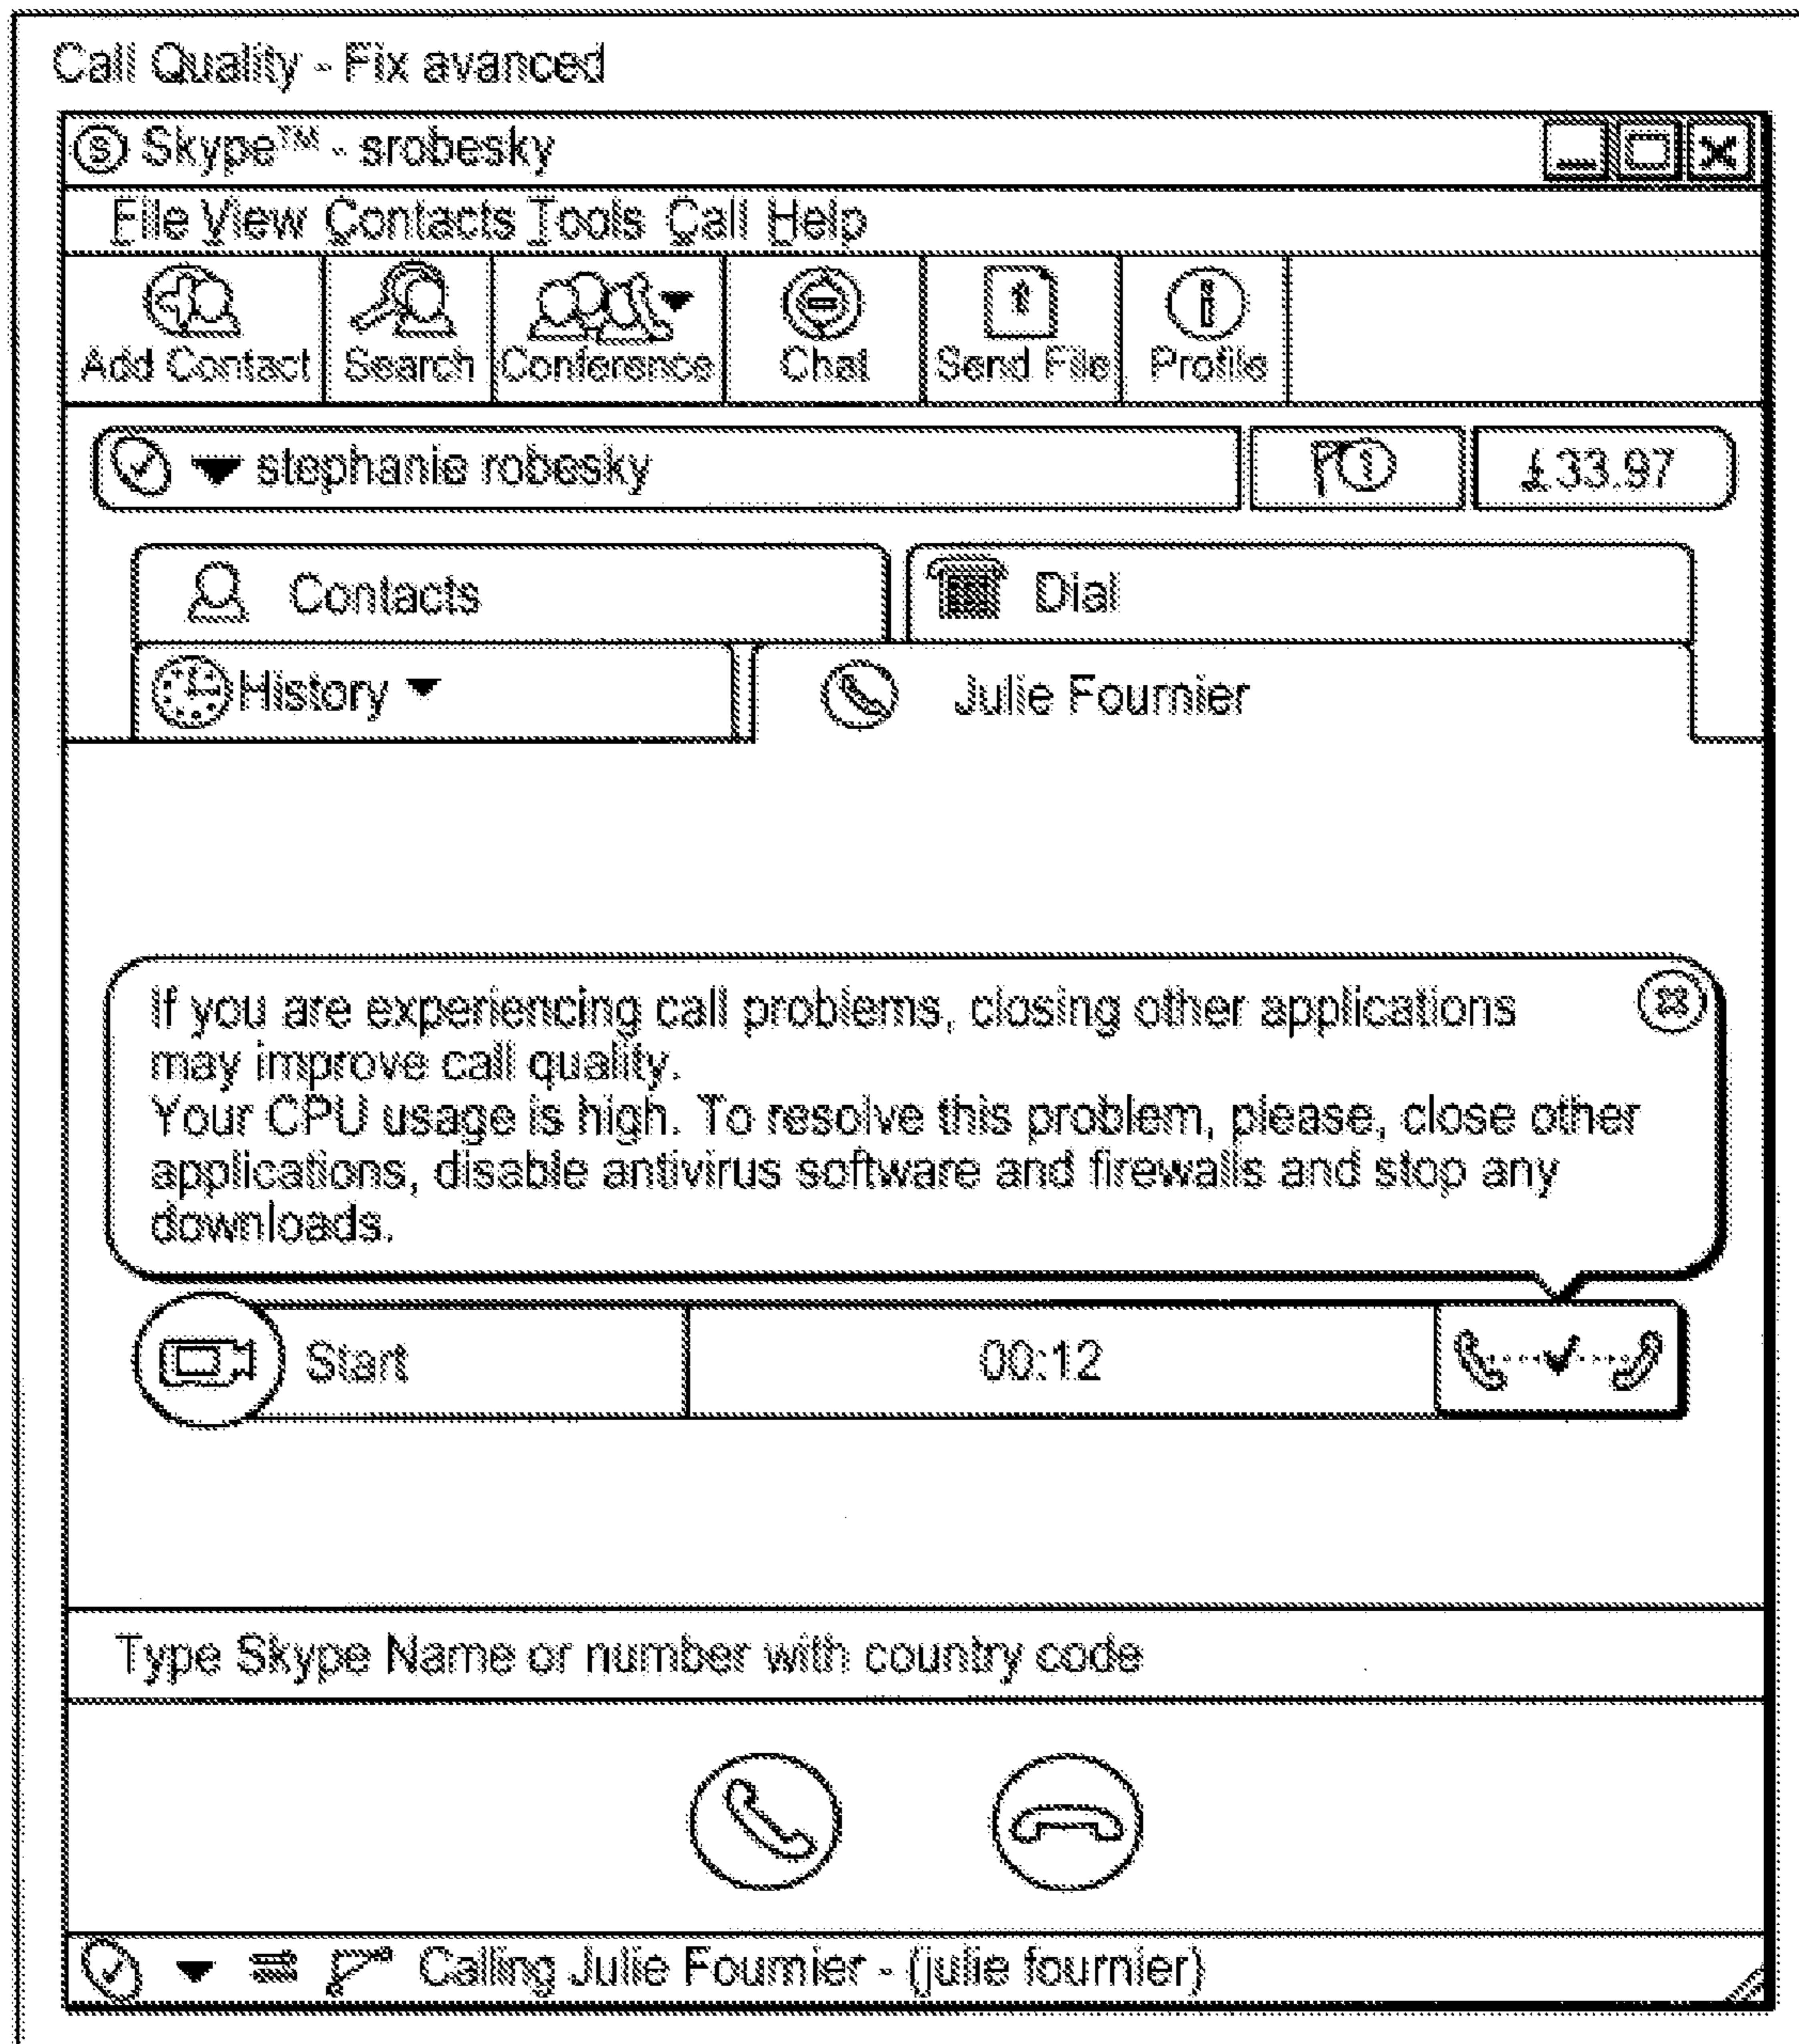 Call Quality - Fix avanced
Skype™ - srobesky
File View Contacts Tools Call Help
Add Contact Search Conference Chat Send File Profile
stephanie robesky £33.97
Contacts Dial
History Julie Fournier
If you are experiencing call problems, closing other applications
may improve call quality.
Your CPU usage is high. To resolve this problem, please, close other
applications, disable antivirus software and firewalls and stop any
downloads.
Start 00:12
Type Skype Name or number with country code
Calling Julie Fournier - (julie fournier)